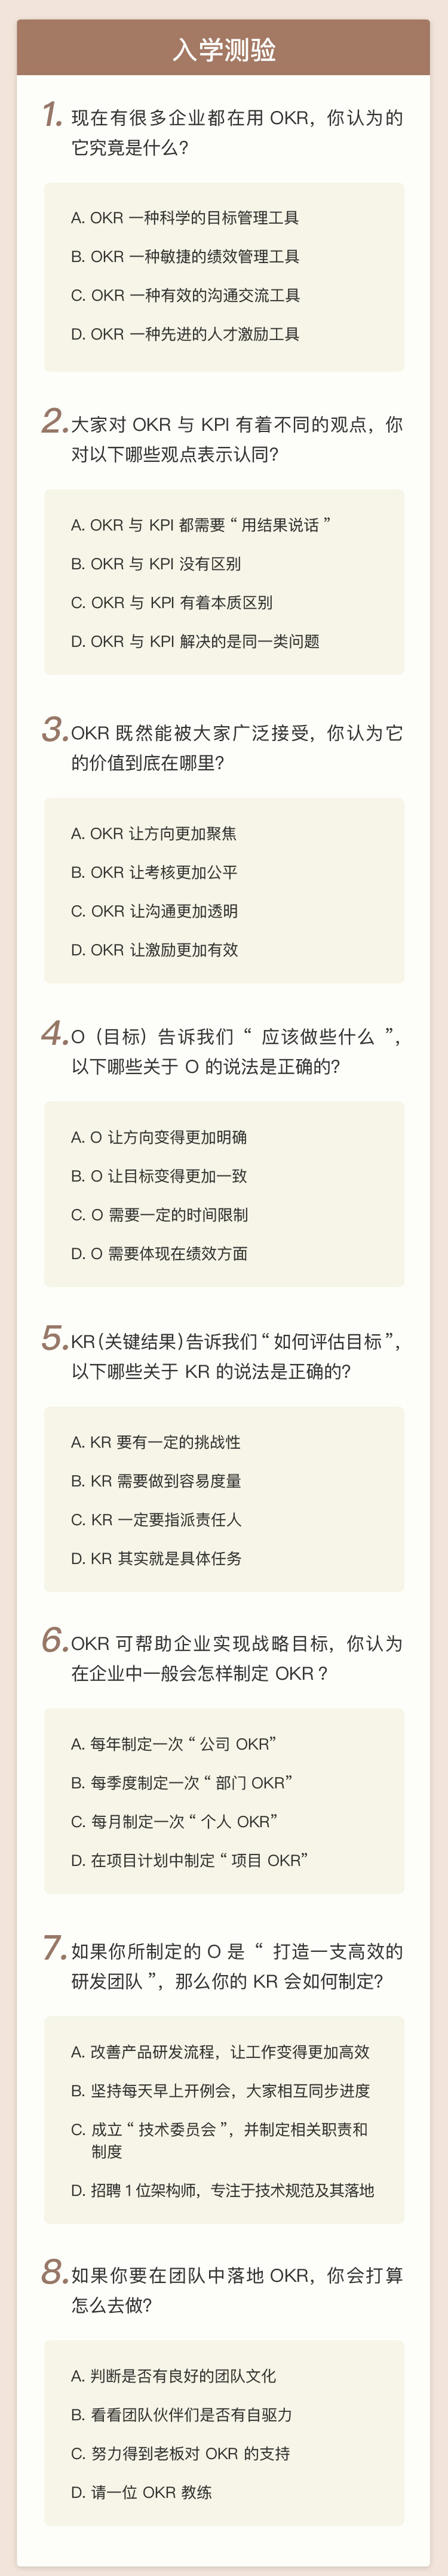 入学测验
1. 现在有很多企业都在用 OKR，你认为的
它究竟是什么？
A. OKR 一种科学的目标管理工具
B. OKR 一种敏捷的绩效管理工具
C. OKR 一种有效的沟通交流工具
D. OKR 一种先进的人才激励工具
2. 大家对 OKR 与 KPI 有着不同的观点，你
对以下哪些观点表示认同？
A. OKR 与 KPI 都需要“用结果说话”
B. OKR 与 KPI 没有区别
C. OKR 与 KPI 有着本质区别
D. OKR 与 KPI 解决的是同一类问题
3. OKR 既然能被大家广泛接受，你认为它
的价值到底在哪里？
A. OKR 让方向更加聚焦
B. OKR 让考核更加公平
C. OKR 让沟通更加透明
D. OKR 让激励更加有效
4. O（目标）告诉我们“应该做些什么”，
以下哪些关于 O 的说法是正确的？
A. O 让方向变得更加明确
B. O 让目标变得更加一致
C. O 需要一定的时间限制
D. O 需要体现在绩效方面
5. KR（关键结果）告诉我们“如何评估目标”，
以下哪些关于 KR 的说法是正确的？
A. KR 要有一定的挑战性
B. KR 需要做到容易度量
C. KR 一定要指派责任人
D. KR 其实就是具体任务
6. OKR 可帮助企业实现战略目标，你认为
在企业中一般会怎样制定 OKR？
A. 每年制定一次“公司 OKR”
B. 每季度制定一次“部门 OKR”
C. 每月制定一次“个人 OKR”
D. 在项目计划中制定“项目 OKR”
7. 如果你所制定的 O 是“打造一支高效的
研发团队”，那么你的 KR 会如何制定？
A. 改善产品研发流程，让工作变得更加高效
B. 坚持每天早上开例会，大家相互同步进度
C. 成立“技术委员会”，并制定相关职责和
制度
D. 招聘 1 位架构师，专注于技术规范及其落地
8. 如果你要在团队中落地 OKR，你会打算
怎么去做？
A. 判断是否有良好的团队文化
B. 看看团队伙伴们是否有自驱力
C. 努力得到老板对 OKR 的支持
D. 请一位 OKR 教练